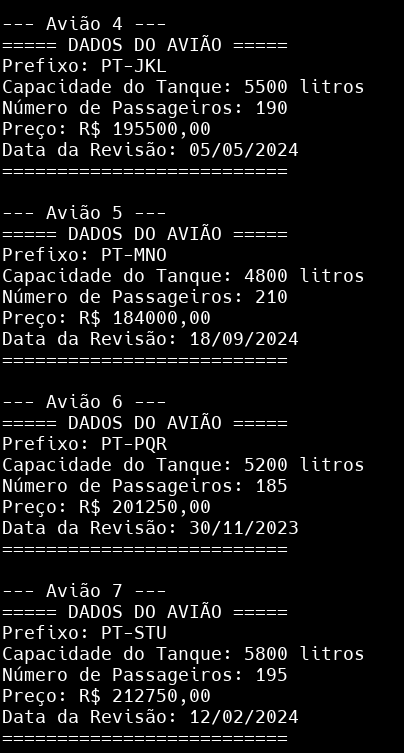 --- Avião 4 ---
===== DADOS DO AVIÃO =====
Prefixo: PT-JKL
Capacidade do Tanque: 5500 litros
Número de Passageiros: 190
Preço: R$ 195500,00
Data da Revisão: 05/05/2024
==========================
--- Avião 5 ---
===== DADOS DO AVIÃO =====
Prefixo: PT-MNO
Capacidade do Tanque: 4800 litros
Número de Passageiros: 210
Preço: R$ 184000,00
Data da Revisão: 18/09/2024
==========================
--- Avião 6 ---
===== DADOS DO AVIÃO =====
Prefixo: PT-PQR
Capacidade do Tanque: 5200 litros
Número de Passageiros: 185
Preço: R$ 201250,00
Data da Revisão: 30/11/2023
==========================
--- Avião 7 ---
===== DADOS DO AVIÃO =====
Prefixo: PT-STU
Capacidade do Tanque: 5800 litros
Número de Passageiros: 195
Preço: R$ 212750,00
Data da Revisão: 12/02/2024
==========================